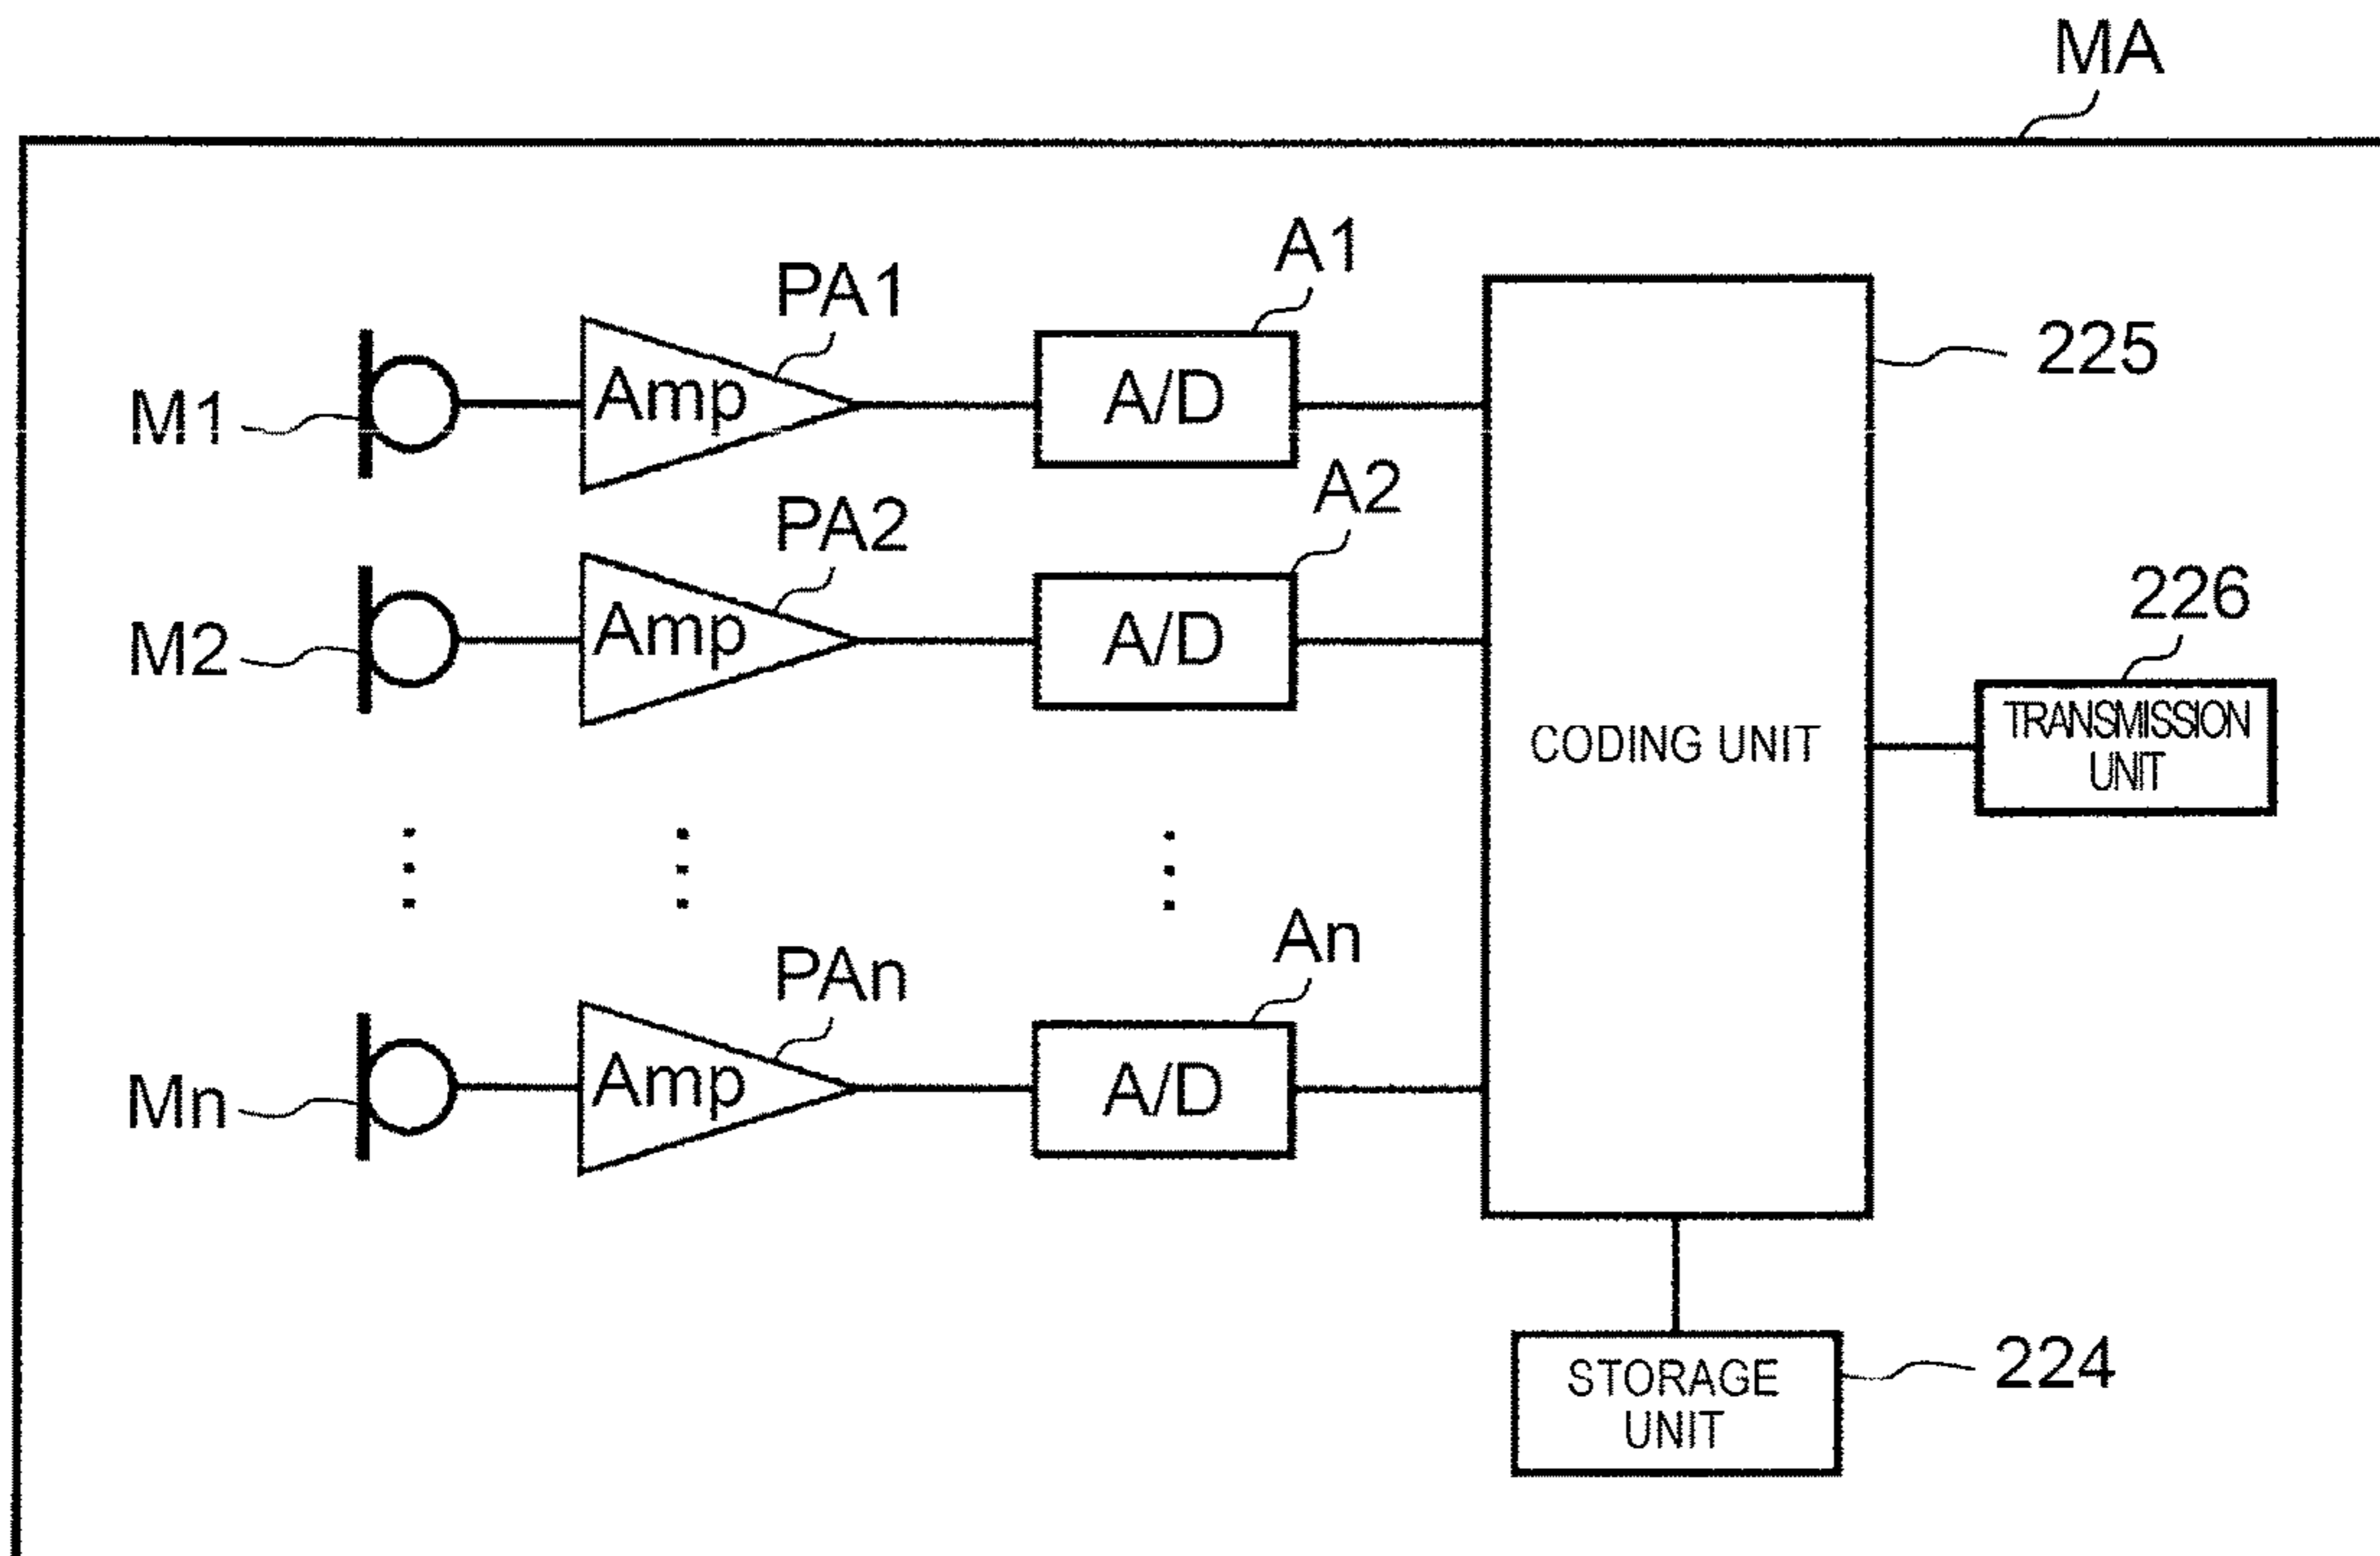 MA
A1
PA1
225
M1
Amp
A/D
A2
PA2
226
M2
Amp
A/D
CODING UNIT
TRANSMISSION
UNIT
An
PAn
Mn
Amp
A/D
224
STORAGE
UNIT